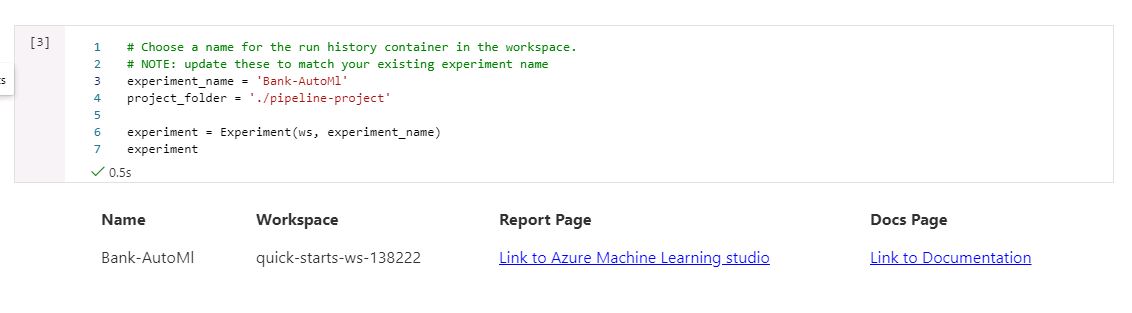 [3]
1 # Choose a name for the run history container in the workspace.
2 # NOTE: update these to match your existing experiment name
3 experiment_name = 'Bank-AutoMl'
4 project_folder = './pipeline-project'
5
6 experiment = Experiment(ws, experiment_name)
7 experiment
0.5s
Name Workspace Report Page Docs Page
Bank-AutoMl quick-starts-ws-138222 Link to Azure Machine Learning studio Link to Documentation